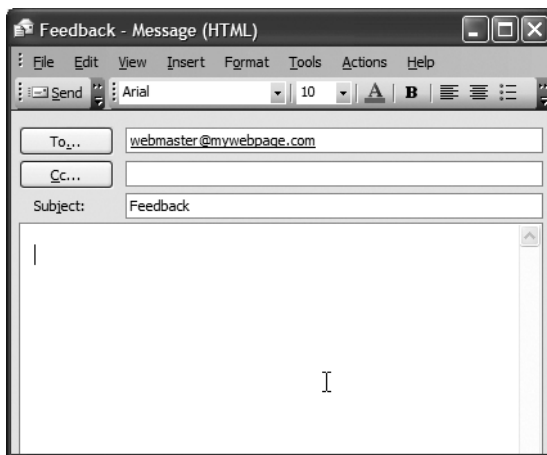 Feedback - Message (HTML)
File Edit View Insert Format Tools Actions Help
Send Arial 10 A B
To... webmaster@mywebpage.com
Cc...
Subject: Feedback